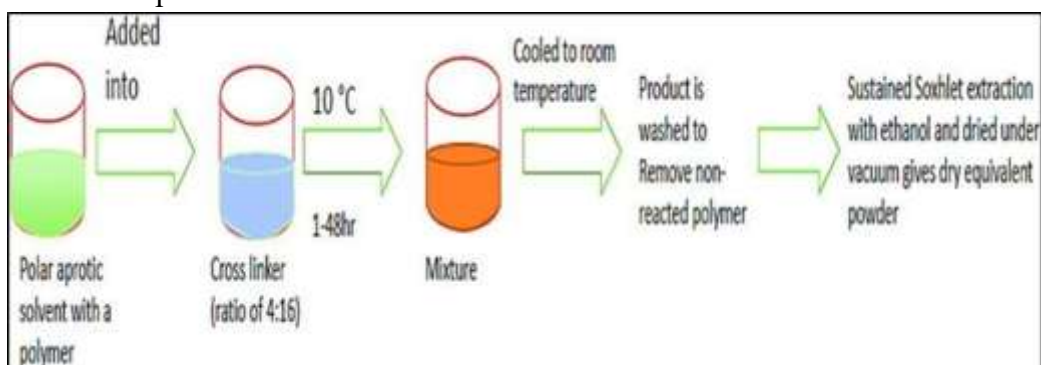 Added
into
10 °C
1-48hr
Cooled to room
temperature
Product is
washed to
Remove non-
reacted polymer
Sustained Soxhlet extraction
with ethanol and dried under
vacuum gives dry equivalent
powder
Polar aprotic
solvent with a
polymer
Cross linker
(ratio of 4:16)
Mixture